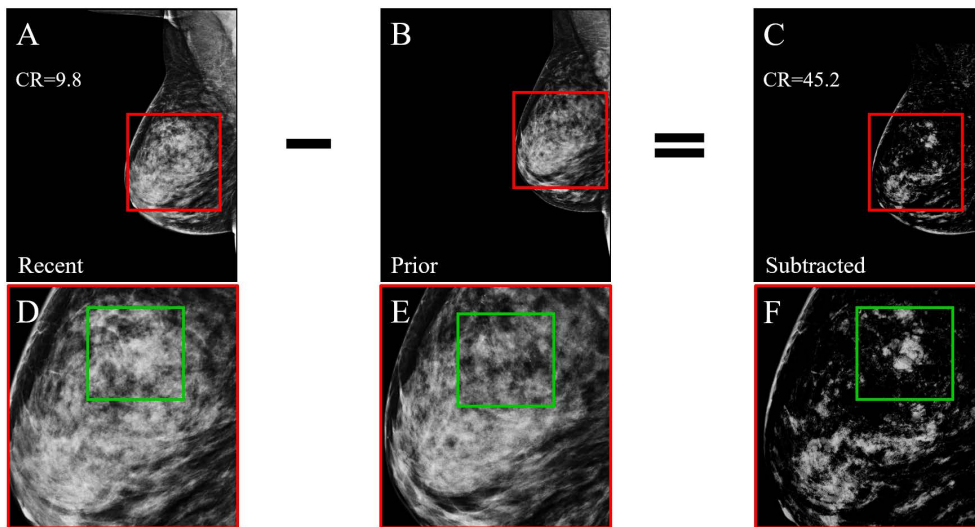 A
CR=9.8
Recent
B
Prior
C
CR=45.2
Subtracted
D
E
F